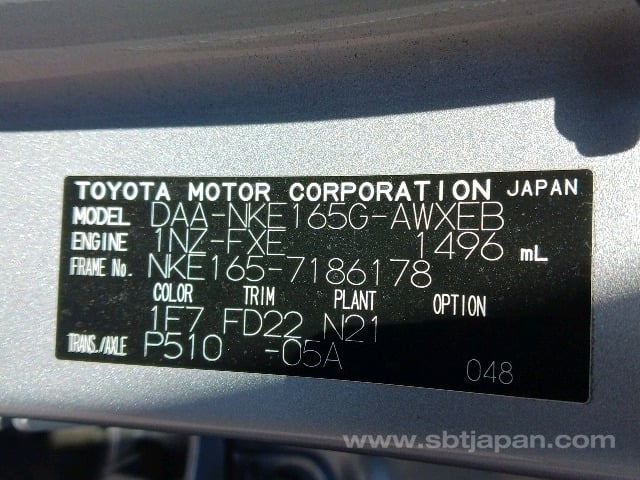 TOYOTA MOTOR CORPORATION JAPAN
MODEL DAA-NKE165G-AWXEB
ENGINE 1NZ-FXE 1496 mL
FRAME No. NKE165-7186178
COLOR TRIM PLANT OPTION
1F7 FD22 N21
TRANS./AXLE P510 -05A
048
www.sbtjapan.com